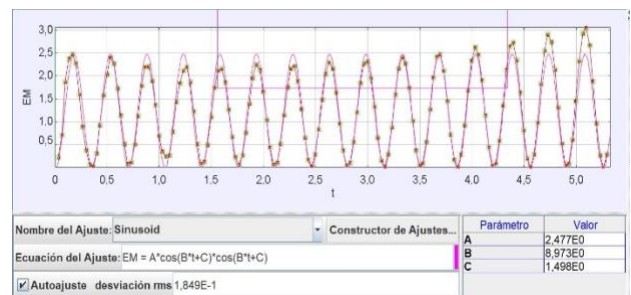 3,0
2,5
2,0
EM
1,5
1,0
0,5
0 0,5 1,0 1,5 2,0 2,5 3,0 3,5 4,0 4,5 5,0
t
Nombre del Ajuste: Sinusoid Constructor de Ajustes...
Ecuación del Ajuste: EM = A*cos(B*t+C)*cos(B*t+C)
Autoajuste desviación rms 1,849E-1
Parámetro Valor
A 2,477E0
B 8,973E0
C 1,498E0